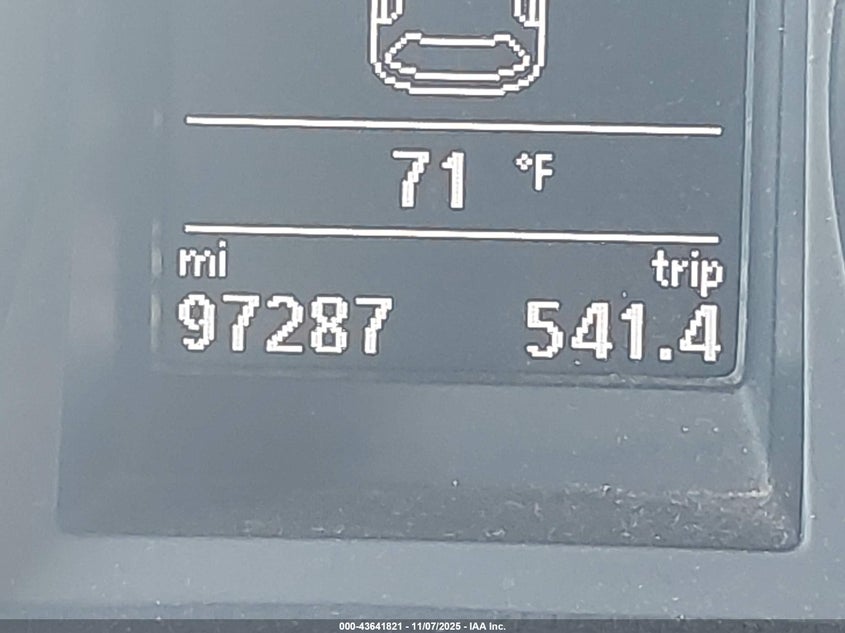 71 °F
mi trip
97287 541.4
000-43641821 - 11/07/2025 - IAA Inc.